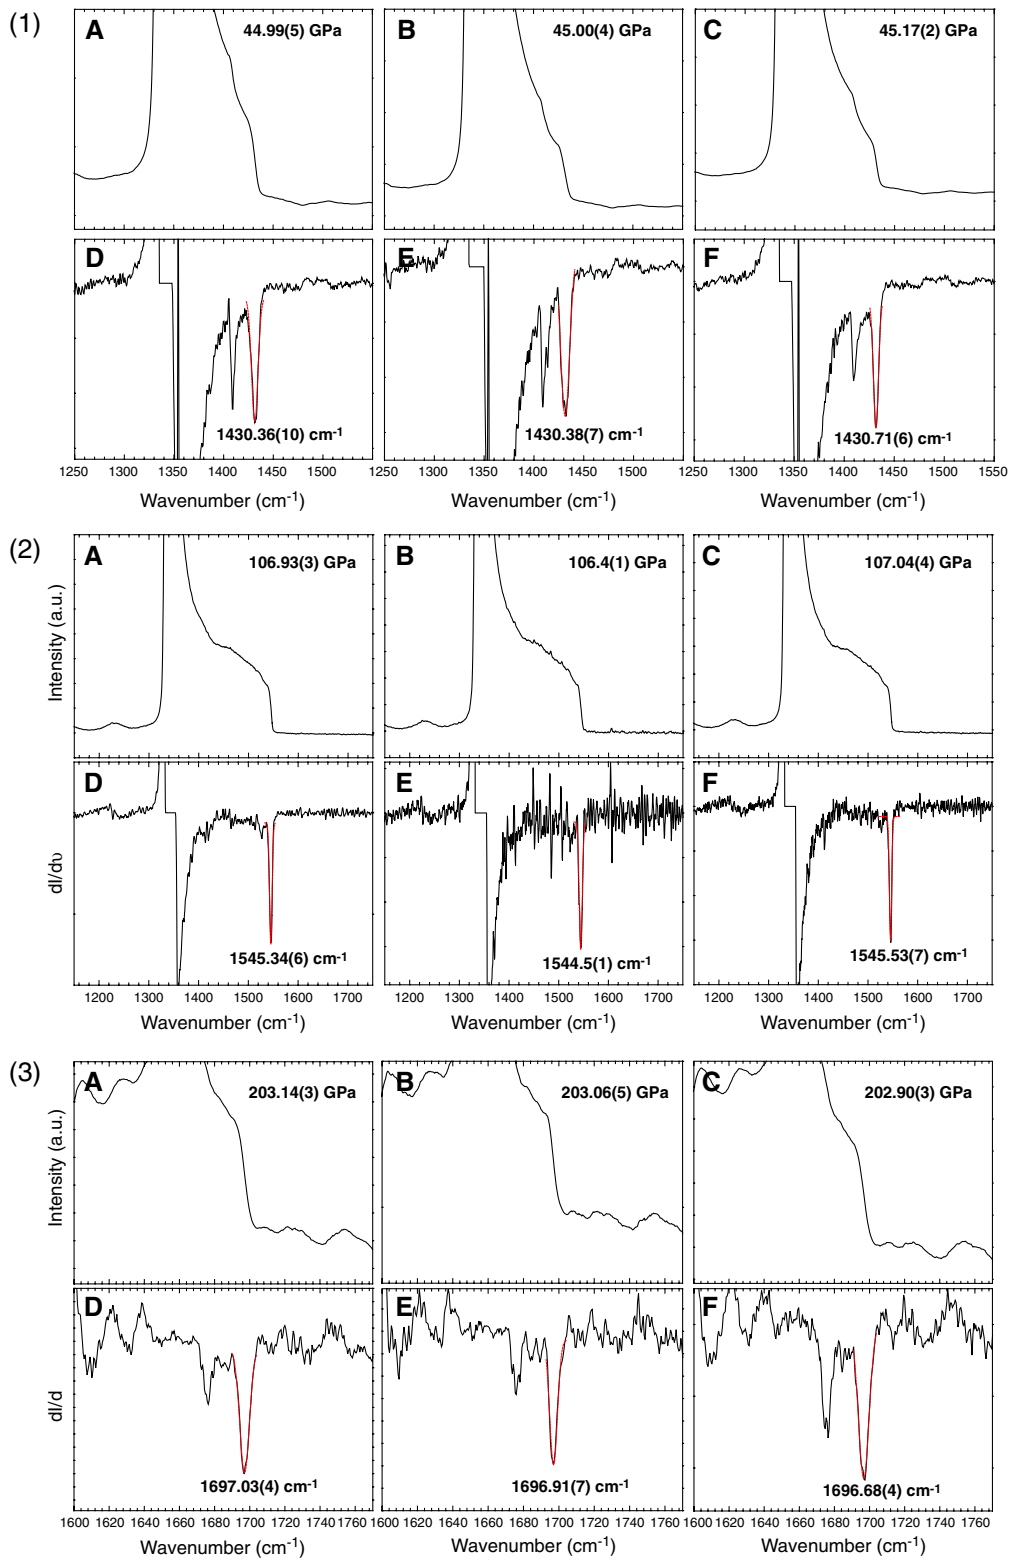 (1)
A 44.99(5) GPa
B 45.00(4) GPa
C 45.17(2) GPa
D
E
F
1430.36(10) cm-1
1430.38(7) cm-1
1430.71(6) cm-1
1250 1300 1350 1400 1450 1500
1250 1300 1350 1400 1450 1500
1250 1300 1350 1400 1450 1500 1550
Wavenumber (cm-1)
Wavenumber (cm-1)
Wavenumber (cm-1)
(2)
Intensity (a.u.)
A 106.93(3) GPa
B 106.4(1) GPa
C 107.04(4) GPa
dI/dυ
D
E
F
1545.34(6) cm-1
1544.5(1) cm-1
1545.53(7) cm-1
1200 1300 1400 1500 1600 1700
1200 1300 1400 1500 1600 1700
1200 1300 1400 1500 1600 1700
Wavenumber (cm-1)
Wavenumber (cm-1)
Wavenumber (cm-1)
(3)
Intensity (a.u.)
A 203.14(3) GPa
B 203.06(5) GPa
C 202.90(3) GPa
dI/d
D
E
F
1697.03(4) cm-1
1696.91(7) cm-1
1696.68(4) cm-1
1600 1620 1640 1660 1680 1700 1720 1740 1760
1600 1620 1640 1660 1680 1700 1720 1740 1760
1600 1620 1640 1660 1680 1700 1720 1740 1760
Wavenumber (cm-1)
Wavenumber (cm-1)
Wavenumber (cm-1)